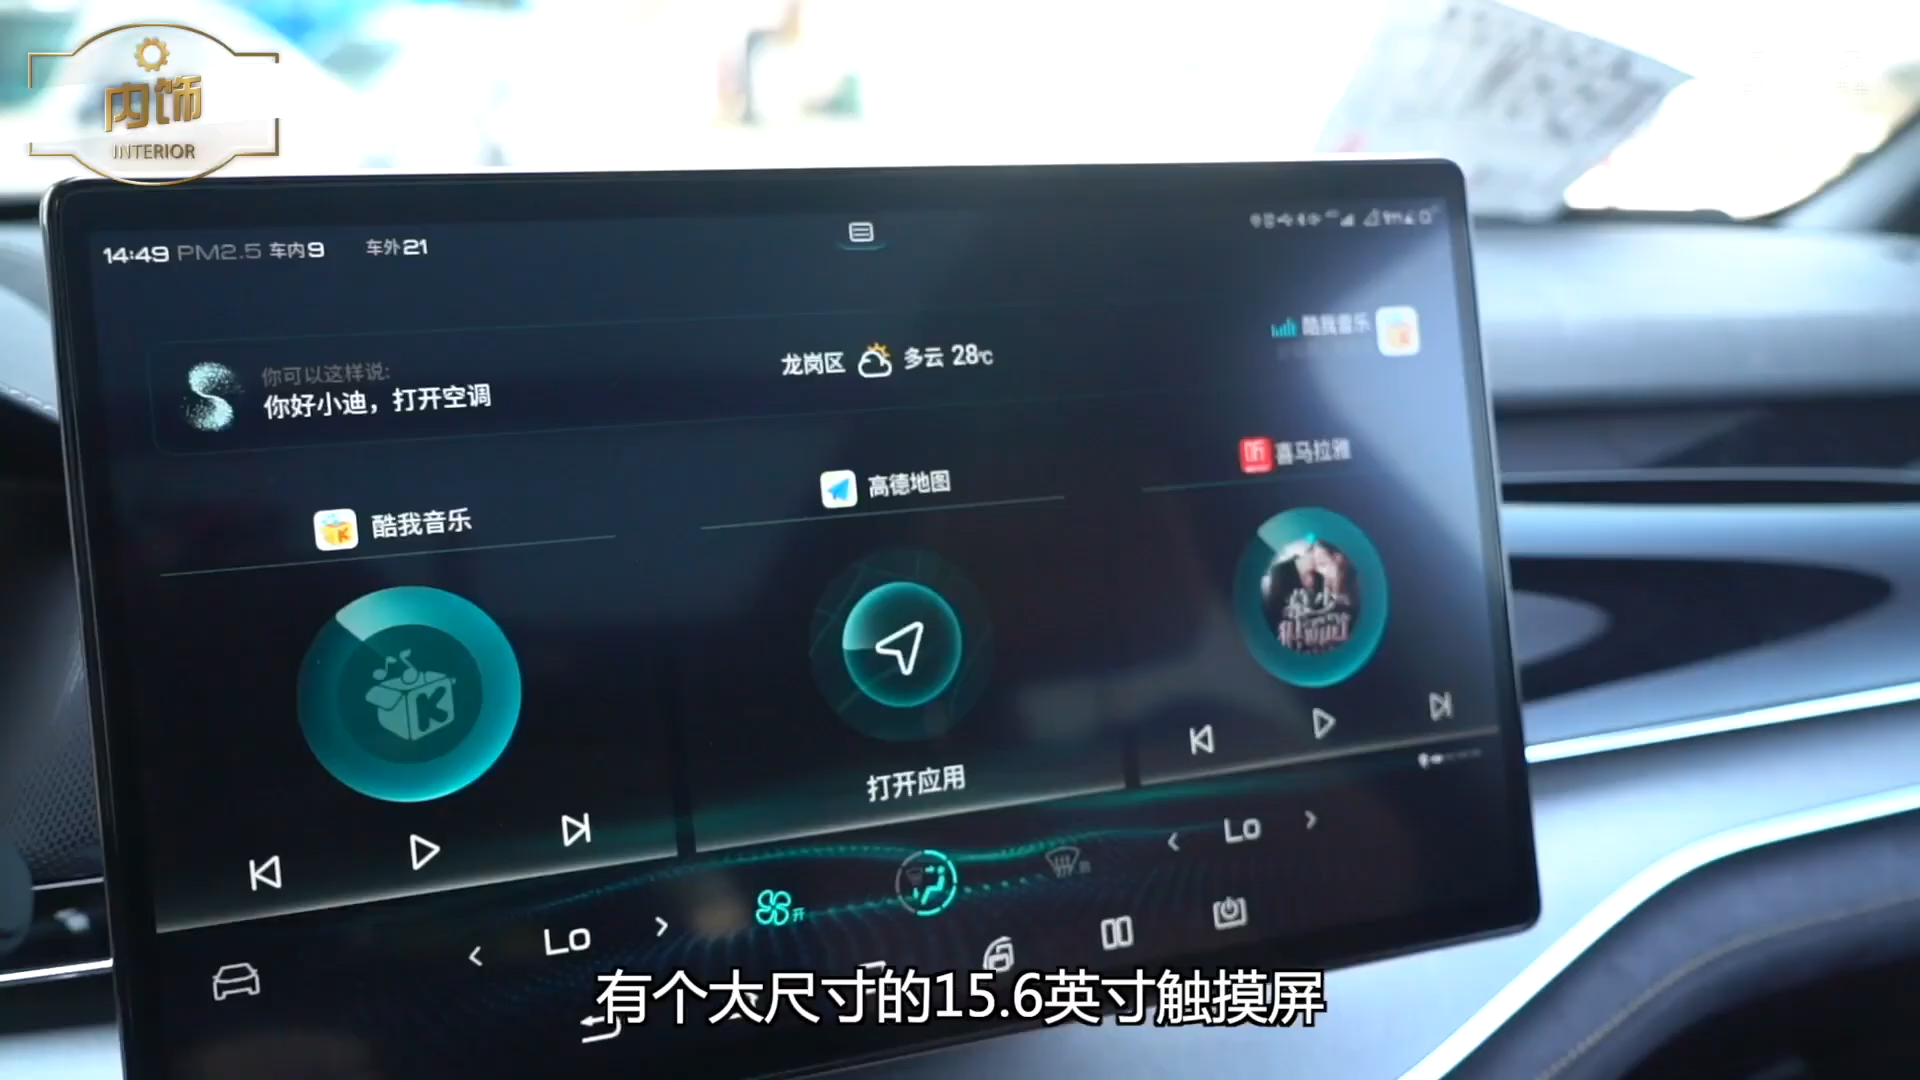 内饰
INTERIOR
14:49 PM2.5 车内9 车外21
你可以这样说:
你好小迪，打开空调
龙岗区 多云 28℃
酷我音乐
酷我音乐
高德地图
听 喜马拉雅
K
打开应用
Lo
开
Lo
有个大尺寸的15.6英寸触摸屏